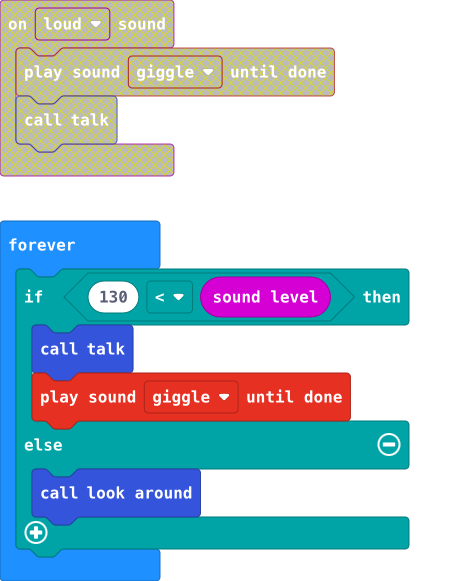 on loud sound
play sound giggle until done
call talk
forever
if 130 < sound level then
call talk
play sound giggle until done
else
call look around